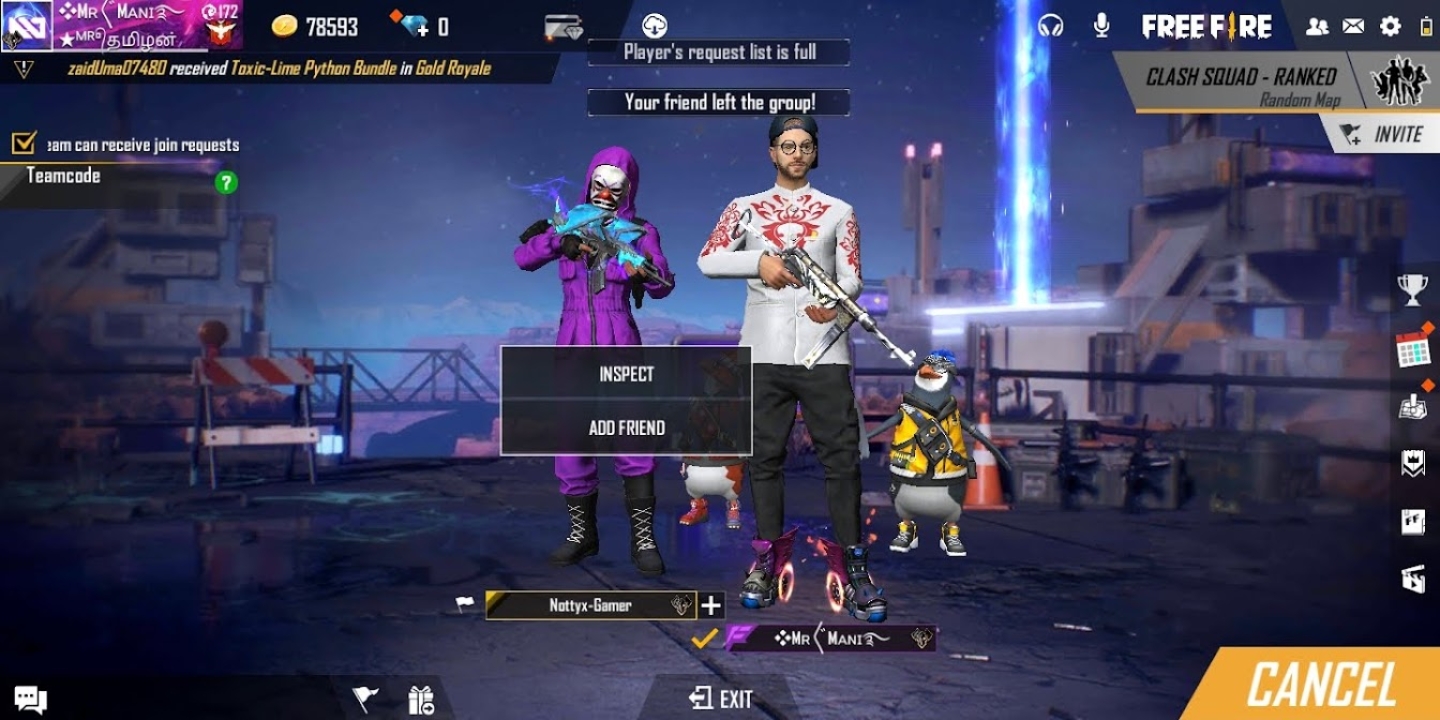 ❖Mr〈 Mani
172
★ᴹᴿˢ⟩தமிழன்
78593
0
FREE FIRE
Player's request list is full
zaidUma07480 received Toxic-Lime Python Bundle in Gold Royale
CLASH SQUAD - RANKED
Random Map
Your friend left the group!
INVITE
eam can receive join requests
Teamcode
?
INSPECT
ADD FRIEND
FF
Nottyx-Gamer
❖Mr〈 Mani
EXIT
CANCEL